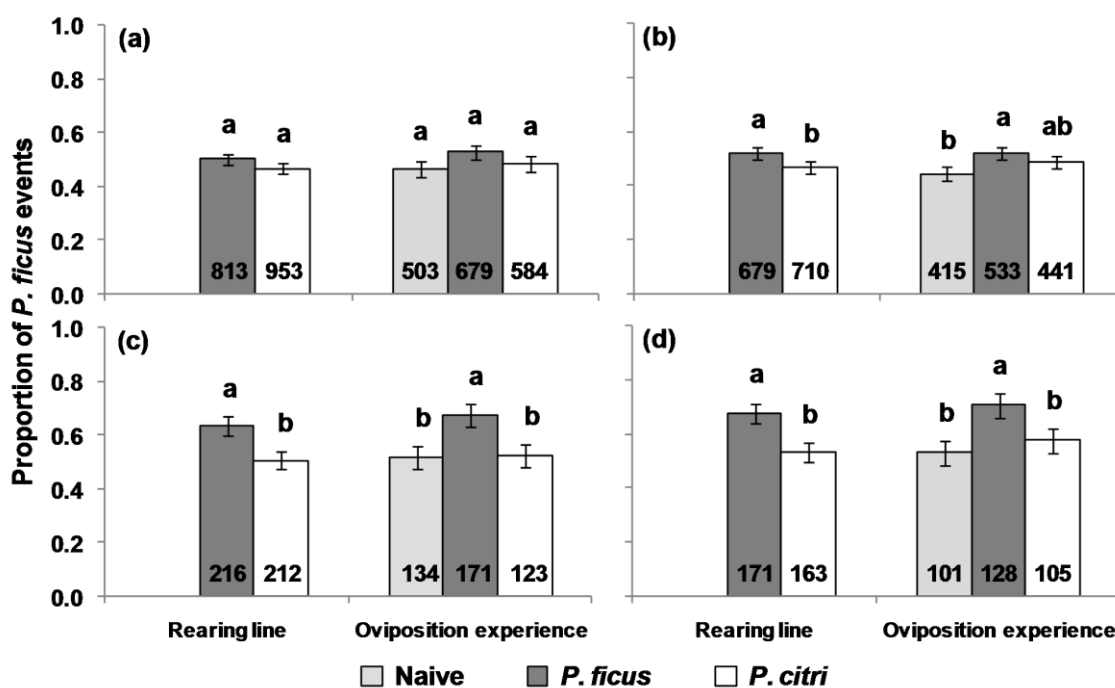 Proportion of P. ficus events
1.0
0.8
0.6
0.4
0.2
0.0
(a)
a a a a a
813 953 503 679 584
(b)
a b b a ab
679 710 415 533 441
1.0
0.8
0.6
0.4
0.2
0.0
(c)
a b b a b
216 212 134 171 123
(d)
a b b a b
171 163 101 128 105
Rearing line Oviposition experience
Rearing line Oviposition experience
Naive P. ficus P. citri